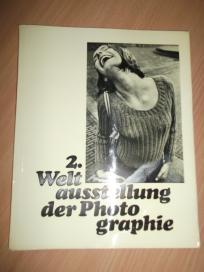 2.
Welt
ausstellung
der Photo
graphie